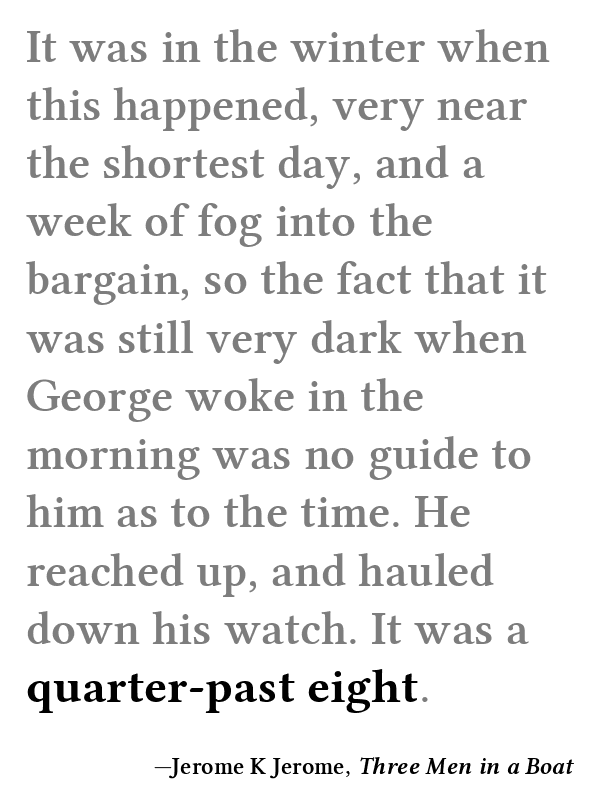 It was in the winter when
this happened, very near
the shortest day, and a
week of fog into the
bargain, so the fact that it
was still very dark when
George woke in the
morning was no guide to
him as to the time. He
reached up, and hauled
down his watch. It was a
quarter-past eight.
—Jerome K Jerome, Three Men in a Boat